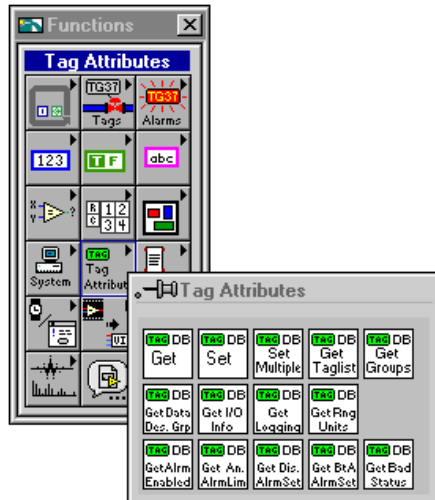 Functions
Tag Attributes
TG37
Tags
TG37
Alarms
123
T F
abc
X
Y
?
R 1 2
C 3 4
System
TAG
Tag
Attribut
VI
Tag Attributes
TAG DB TAG DB TAG DB TAG DB TAG DB
Get Set Set Get Get
Multiple Taglist Groups
TAG DB TAG DB TAG DB TAG DB
Get Data Get I/O Get Get Rng
Des. Grp Info Logging Units
TAG DB TAG DB TAG DB TAG DB TAG DB
GetAlrm Get An. Get Dis. Get BtA Get Bad
Enabled AlrmLim AlrmSet AlrmSet Status